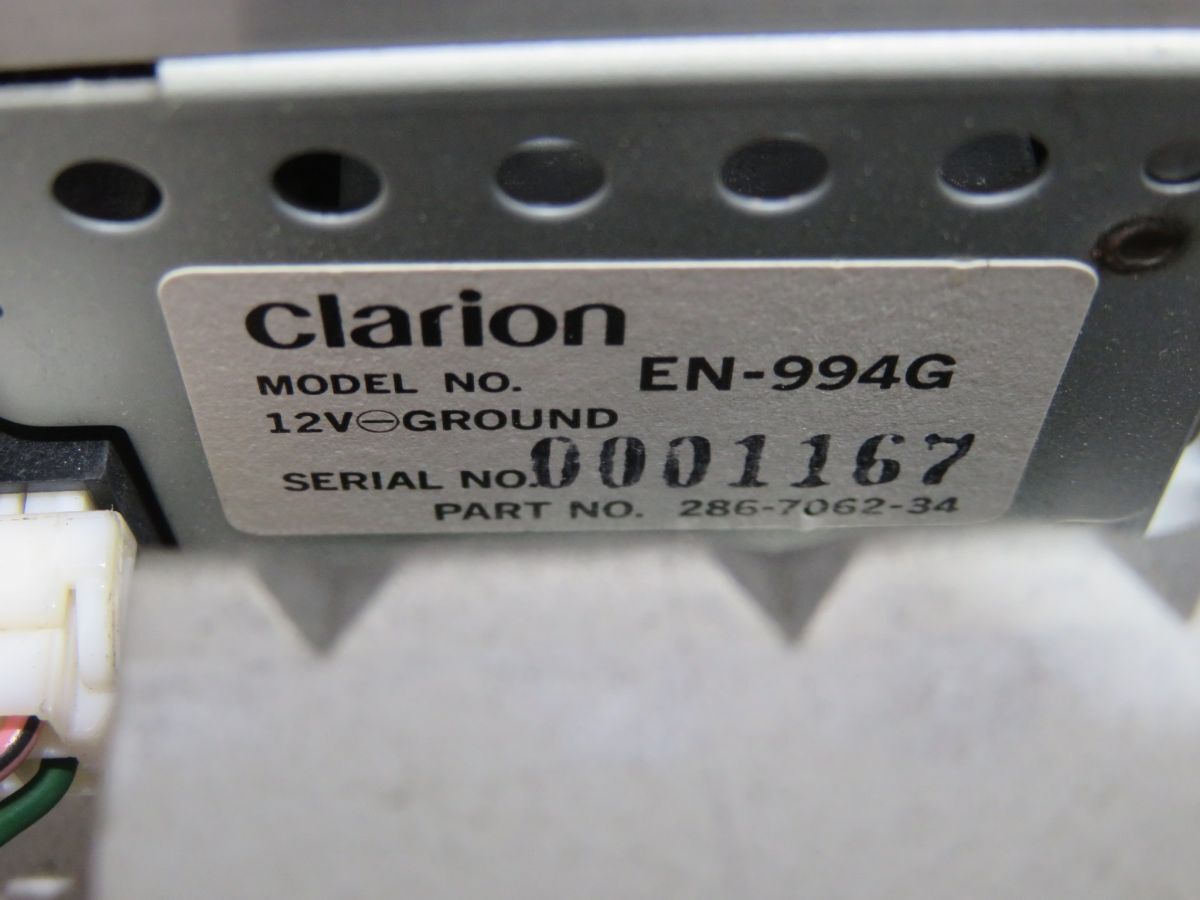 Clarion
MODEL NO. EN-994G
12V⊖GROUND
SERIAL NO. 0001167
PART NO. 286-7062-34